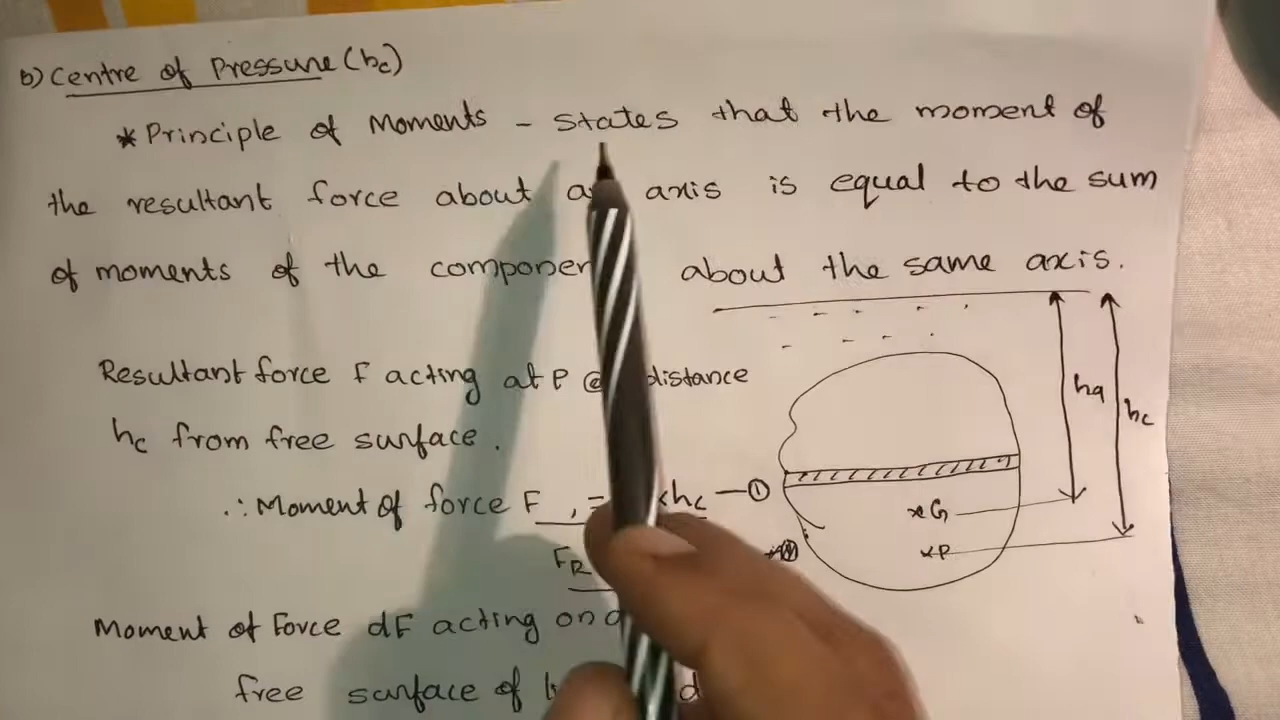 b) Centre of Pressure (hc)
* Principle of Moments - states that the moment of
the resultant force about axis is equal to the sum
of moments of the about the same axis.
Resultant force F acting at P @ distance
hc from free surface.
∴ Moment of force F, = ×hc —①
FR
Moment of Force dF acting on
free surface of
hg
hc
×G
×P